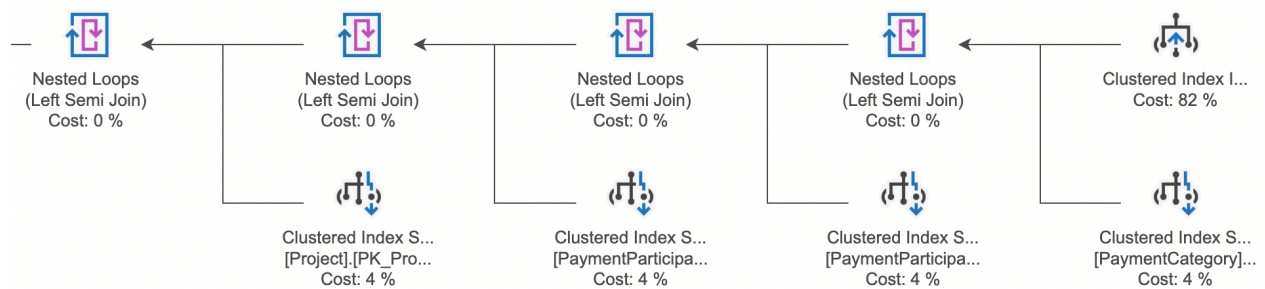 Nested Loops
(Left Semi Join)
Cost: 0 %
Nested Loops
(Left Semi Join)
Cost: 0 %
Nested Loops
(Left Semi Join)
Cost: 0 %
Nested Loops
(Left Semi Join)
Cost: 0 %
Clustered Index I...
Cost: 82 %
Clustered Index S...
[Project].[PK_Pro...
Cost: 4 %
Clustered Index S...
[PaymentParticipa...
Cost: 4 %
Clustered Index S...
[PaymentParticipa...
Cost: 4 %
Clustered Index S...
[PaymentCategory]...
Cost: 4 %